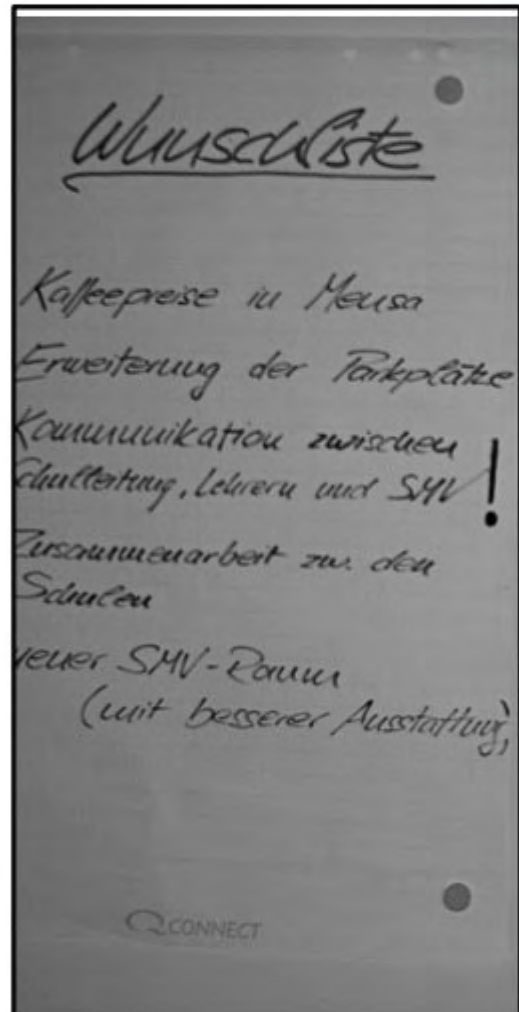 Wunschliste
Kaffeepreise in Mensa
Erweiterung der Parkplätze
Kommunikation zwischen
Schulleitung, Lehrern und SMV !
Zusammenarbeit zw. den
Schulen
neuer SMV-Raum
(mit besserer Ausstattung)
Q CONNECT